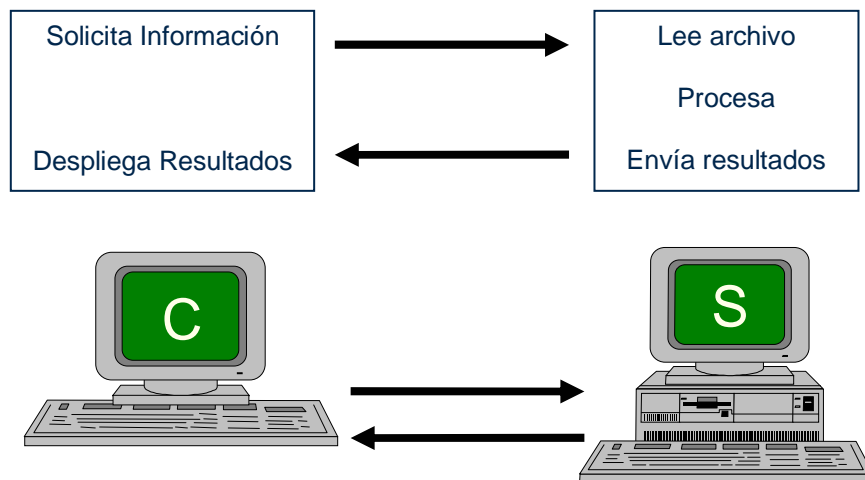 Solicita Información
Despliega Resultados
Lee archivo
Procesa
Envía resultados
C
S